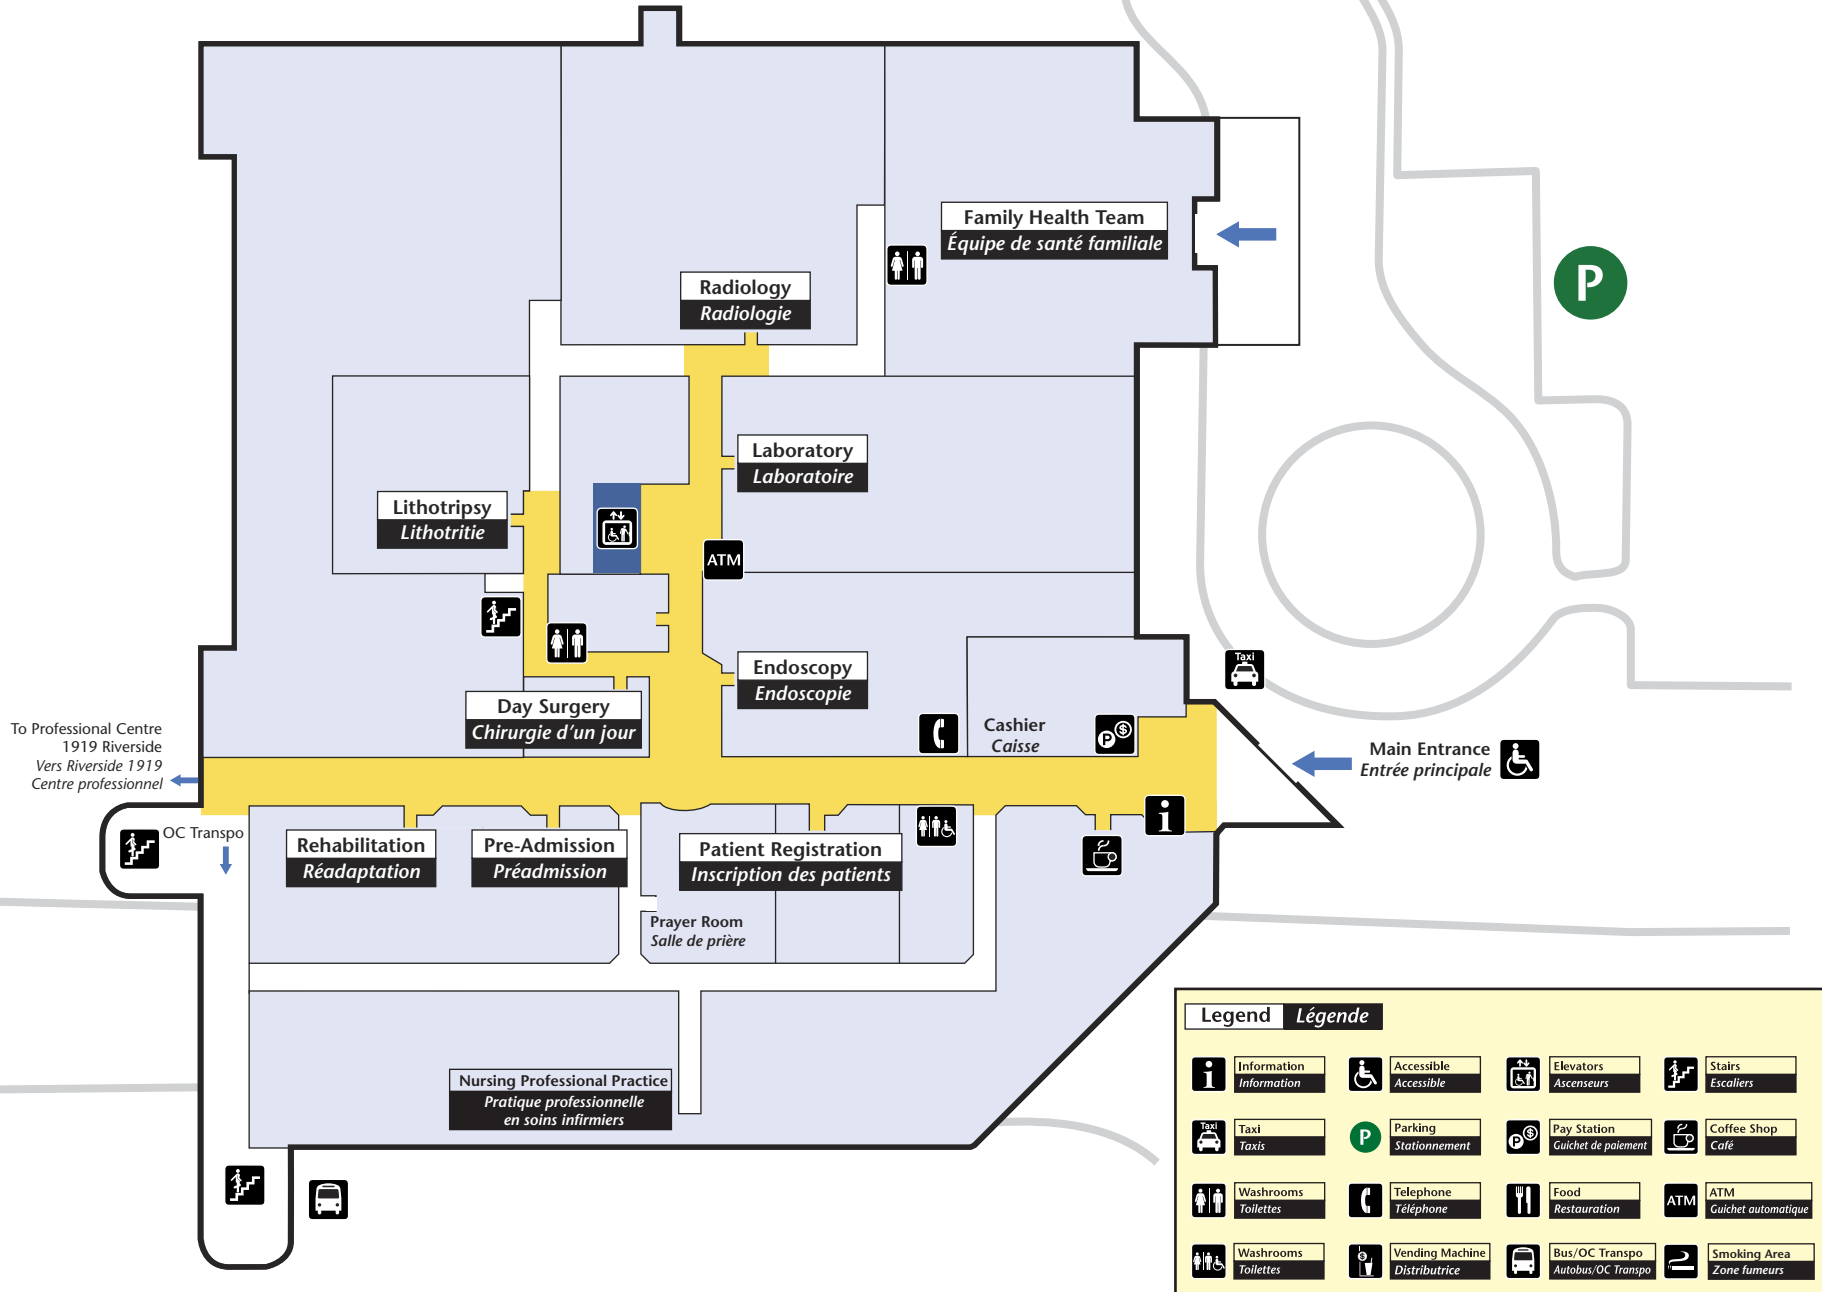 Family Health Team
Équipe de santé familiale
Radiology
Radiologie
P
Laboratory
Laboratoire
Lithotripsy
Lithotritie
ATM
Endoscopy
Endoscopie
Taxi
Day Surgery
Chirurgie d'un jour
Cashier
Caisse
P $
To Professional Centre
1919 Riverside
Vers Riverside 1919
Centre professionnel
Main Entrance
Entrée principale
i
OC Transpo
Rehabilitation
Réadaptation
Pre-Admission
Préadmission
Patient Registration
Inscription des patients
Prayer Room
Salle de prière
Nursing Professional Practice
Pratique professionnelle
en soins infirmiers
Legend Légende
i
Information
Information
Accessible
Accessible
Elevators
Ascenseurs
Stairs
Escaliers
Taxi
Taxi
Taxis
P
Parking
Stationnement
P $
Pay Station
Guichet de paiement
Coffee Shop
Café
Washrooms
Toilettes
Telephone
Téléphone
Food
Restauration
ATM
ATM
Guichet automatique
Washrooms
Toilettes
$
Vending Machine
Distributrice
Bus/OC Transpo
Autobus/OC Transpo
Smoking Area
Zone fumeurs